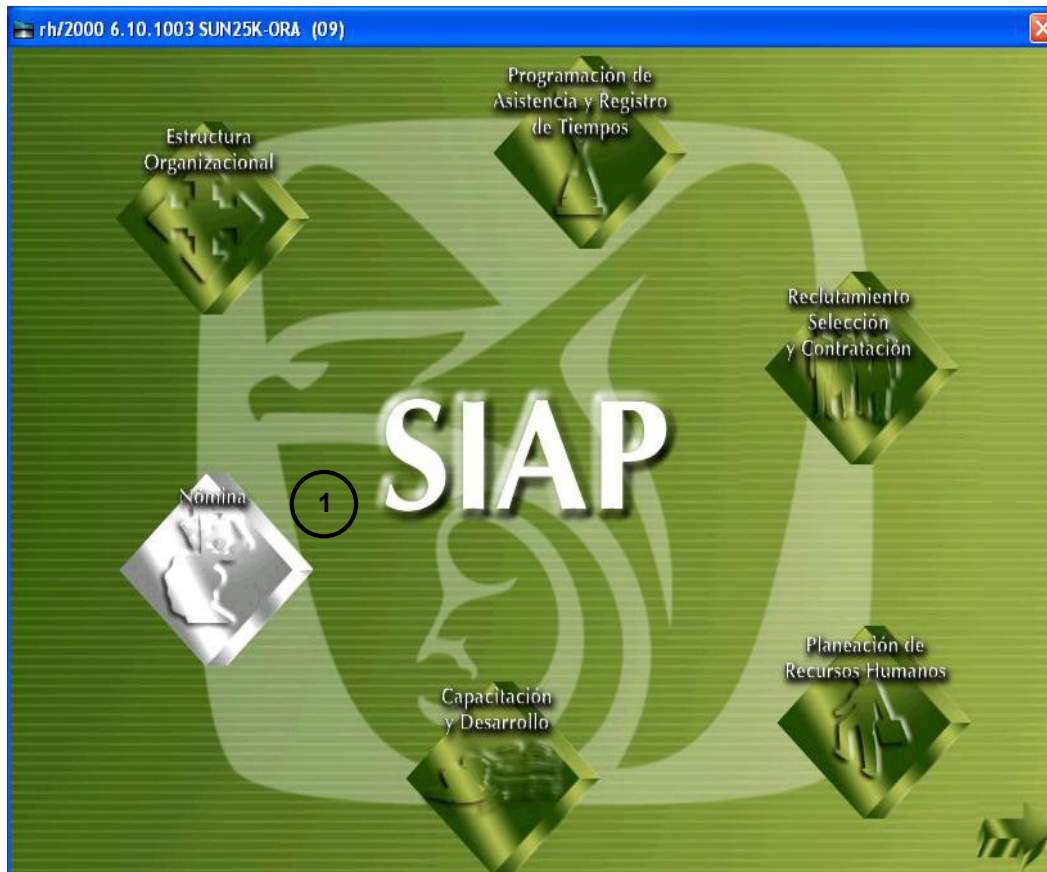 rh/2000 6.10.1003 SUN25K-ORA (09)
Programación de
Asistencia y Registro
de Tiempos
Estructura
Organizacional
Reclutamiento
Selección
y Contratación
SIAP
Nómina
1
Planeación de
Recursos Humanos
Capacitación
y Desarrollo